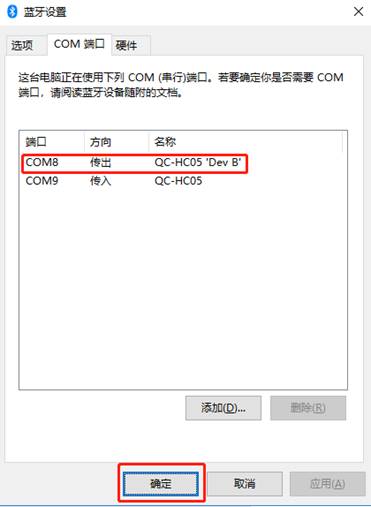 蓝牙设置
选项
COM 端口
硬件
这台电脑正在使用下列 COM (串行)端口。若要确定你是否需要 COM
端口，请阅读蓝牙设备随附的文档。
端口 方向 名称
COM8 传出 QC-HC05 'Dev B'
COM9 传入 QC-HC05
添加(D)... 删除(R)
确定 取消 应用(A)